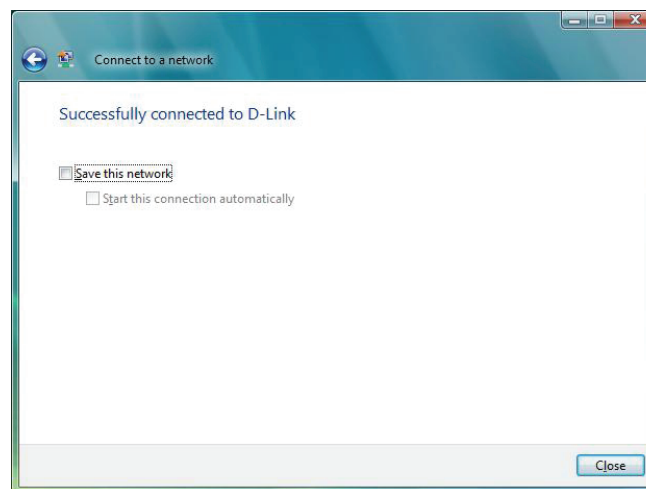 Connect to a network
Successfully connected to D-Link
Save this network
Start this connection automatically
Close